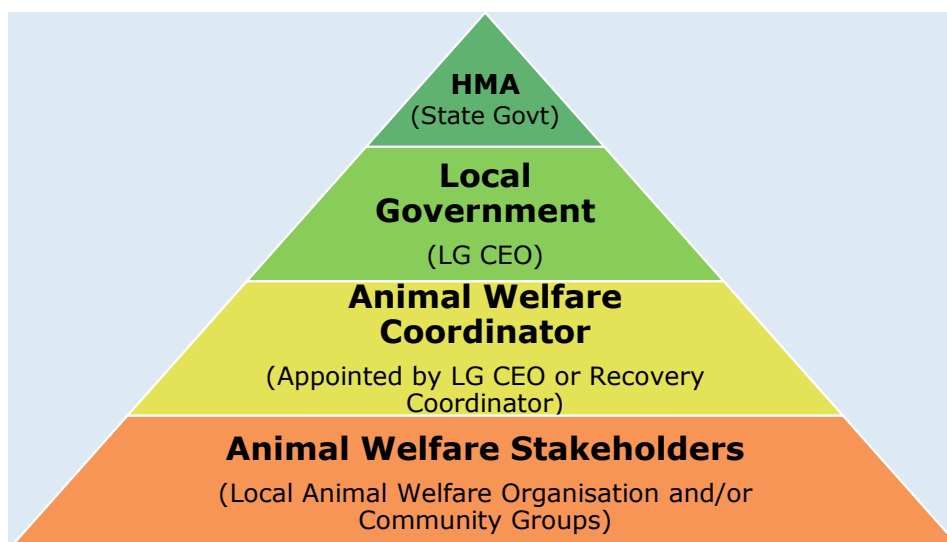 HMA
(State Govt)
Local
Government
(LG CEO)
Animal Welfare
Coordinator
(Appointed by LG CEO or Recovery
Coordinator)
Animal Welfare Stakeholders
(Local Animal Welfare Organisation and/or
Community Groups)